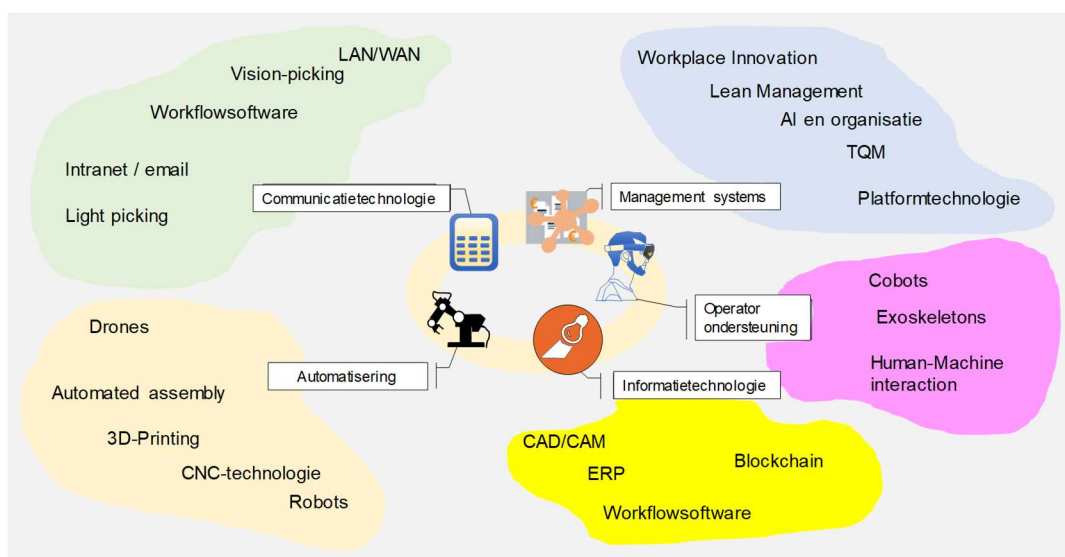 LAN/WAN
Vision-picking
Workflowsoftware
Intranet / email
Light picking
Communicatietechnologie
Workplace Innovation
Lean Management
AI en organisatie
TQM
Platformtechnologie
Management systems
Cobots
Exoskeletons
Human-Machine
interaction
Operator
ondersteuning
Drones
Automated assembly
3D-Printing
CNC-technologie
Robots
Automatisering
Informatietechnologie
CAD/CAM
ERP
Blockchain
Workflowsoftware